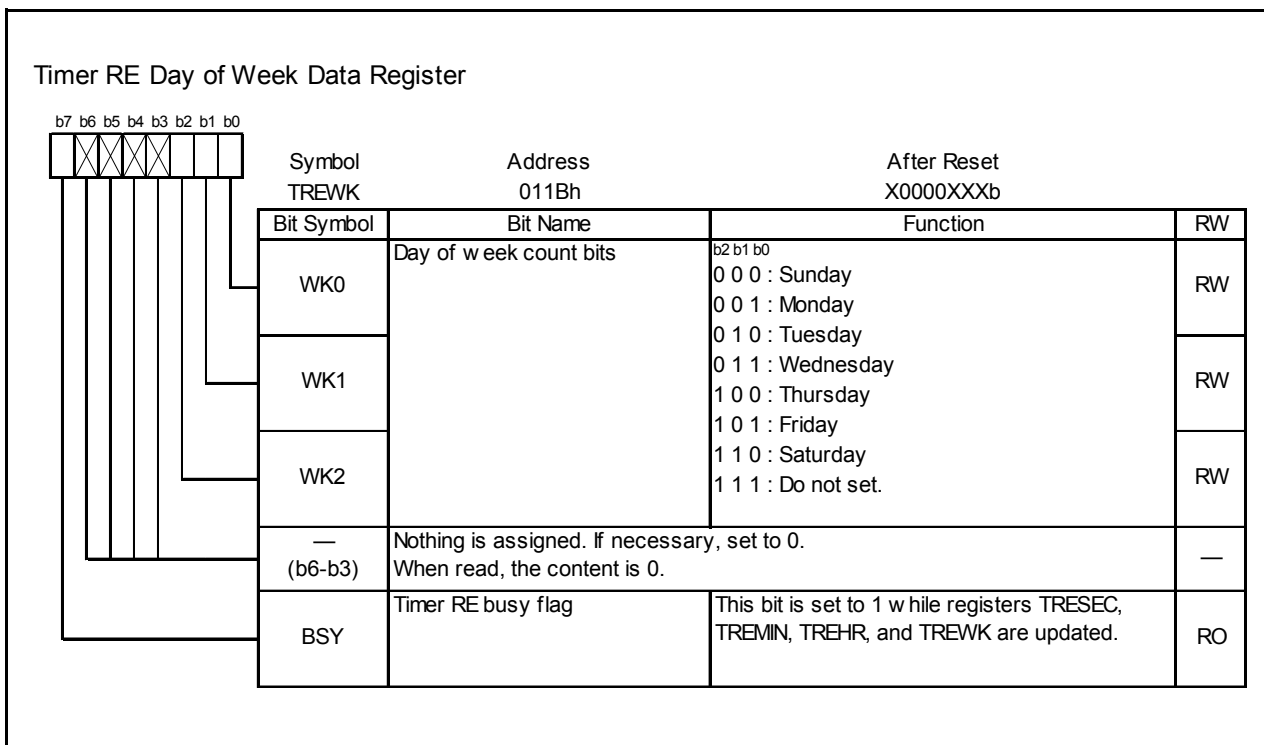 Timer RE Day of Week Data Register
b7 b6 b5 b4 b3 b2 b1 b0
Symbol Address After Reset
TREWK 011Bh X0000XXXb
Bit Symbol Bit Name Function RW
WK0 Day of week count bits b2 b1 b0 RW
0 0 0 : Sunday
0 0 1 : Monday
0 1 0 : Tuesday
WK1 0 1 1 : Wednesday RW
1 0 0 : Thursday
1 0 1 : Friday
WK2 1 1 0 : Saturday RW
1 1 1 : Do not set.
— Nothing is assigned. If necessary, set to 0. —
(b6-b3) When read, the content is 0.
BSY Timer RE busy flag This bit is set to 1 while registers TRESEC, RO
TREMIN, TREHR, and TREWK are updated.